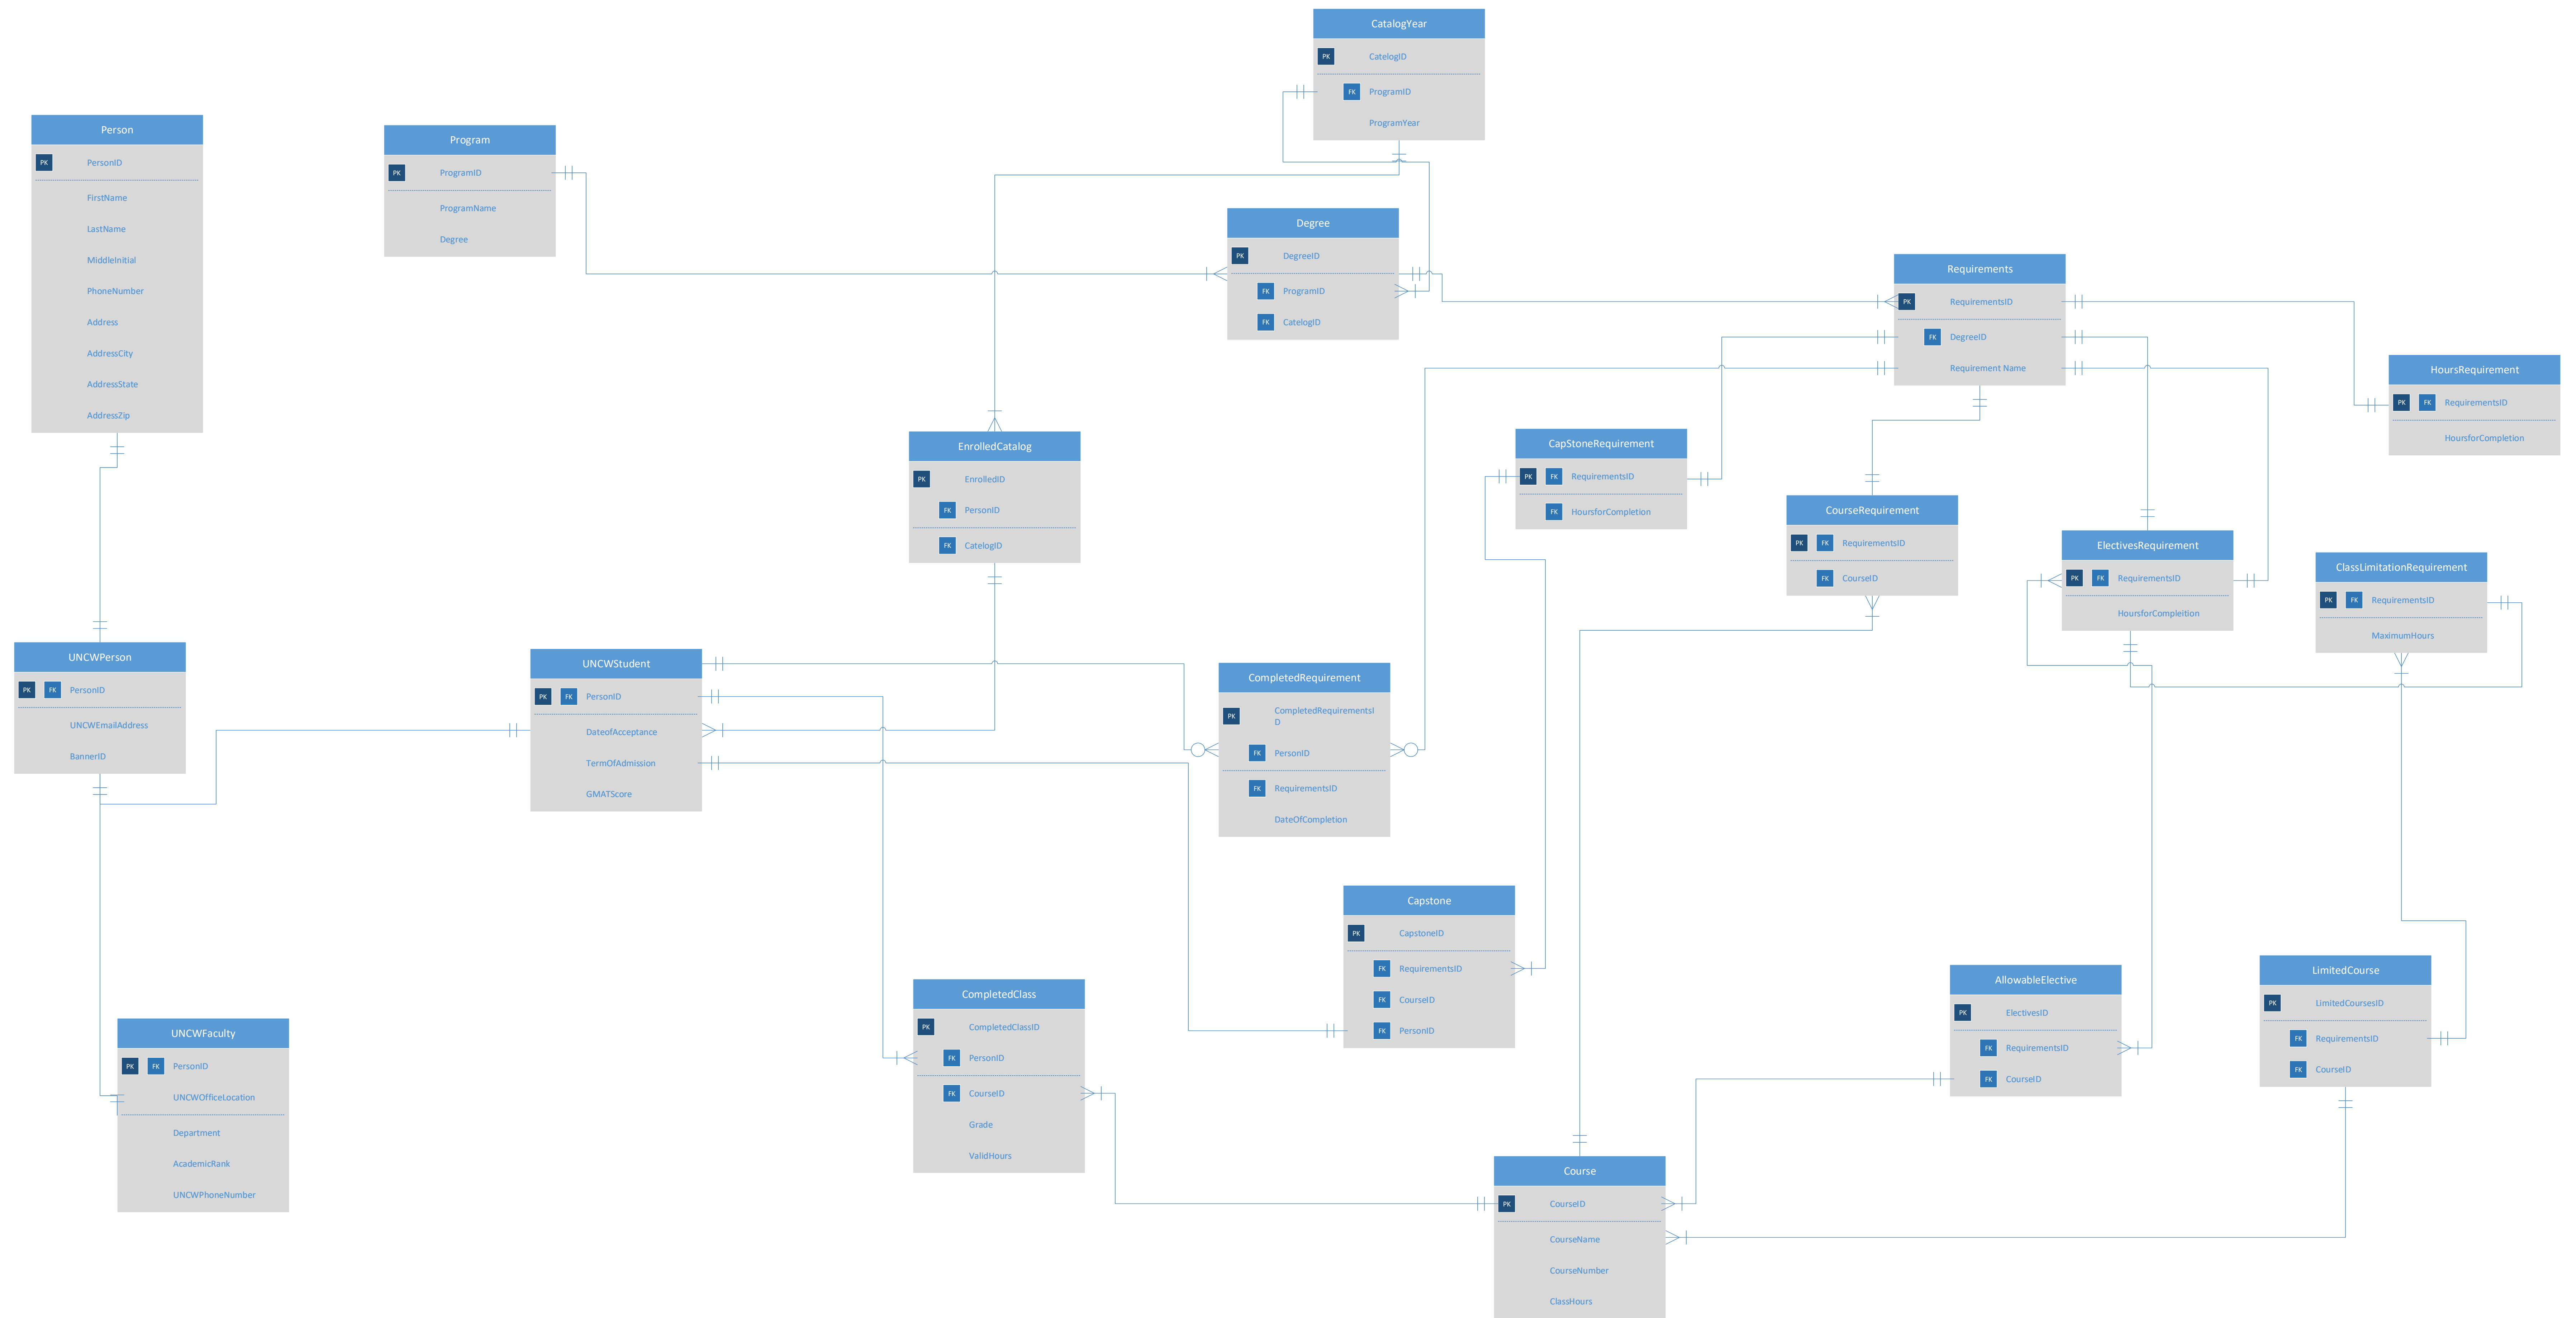 CatalogYear
PK CatelogID
FK ProgramID
ProgramYear
Person
PK PersonID
FirstName
LastName
MiddleInitial
PhoneNumber
Address
AddressCity
AddressState
AddressZip
Program
PK ProgramID
ProgramName
Degree
Degree
PK DegreeID
FK ProgramID
FK CatelogID
Requirements
PK RequirementsID
FK DegreeID
Requirement Name
HoursRequirement
PK FK RequirementsID
HoursforCompletion
EnrolledCatalog
PK EnrolledID
FK PersonID
FK CatelogID
CapStoneRequirement
PK FK RequirementsID
FK HoursforCompletion
CourseRequirement
PK FK RequirementsID
FK CourseID
ElectivesRequirement
PK FK RequirementsID
HoursforCompleition
ClassLimitationRequirement
PK FK RequirementsID
MaximumHours
UNCWPerson
PK FK PersonID
UNCWEmailAddress
BannerID
UNCWStudent
PK FK PersonID
DateofAcceptance
TermOfAdmission
GMATScore
CompletedRequirement
PK CompletedRequirementsI
D
FK PersonID
FK RequirementsID
DateOfCompletion
Capstone
PK CapstoneID
FK RequirementsID
FK CourseID
FK PersonID
CompletedClass
PK CompletedClassID
FK PersonID
FK CourseID
Grade
ValidHours
AllowableElective
PK ElectivesID
FK RequirementsID
FK CourseID
LimitedCourse
PK LimitedCoursesID
FK RequirementsID
FK CourseID
UNCWFaculty
PK FK PersonID
UNCWOfficeLocation
Department
AcademicRank
UNCWPhoneNumber
Course
PK CourseID
CourseName
CourseNumber
ClassHours